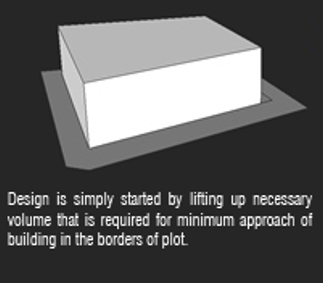 Design is simply started by lifting up necessary
volume that is required for minimum approach of
building in the borders of plot.